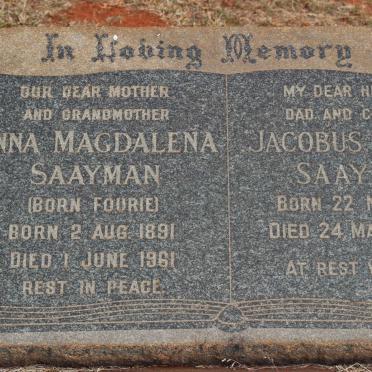 In Loving Memory
OUR DEAR MOTHER
AND GRANDMOTHER
NNA MAGDALENA
SAAYMAN
(BORN FOURIE)
BORN 2 AUG. 1891
DIED 1 JUNE 1961
REST IN PEACE.
MY DEAR H
DAD AND
JACOBUS
SAAY
BORN 22
DIED 24 MA
AT REST